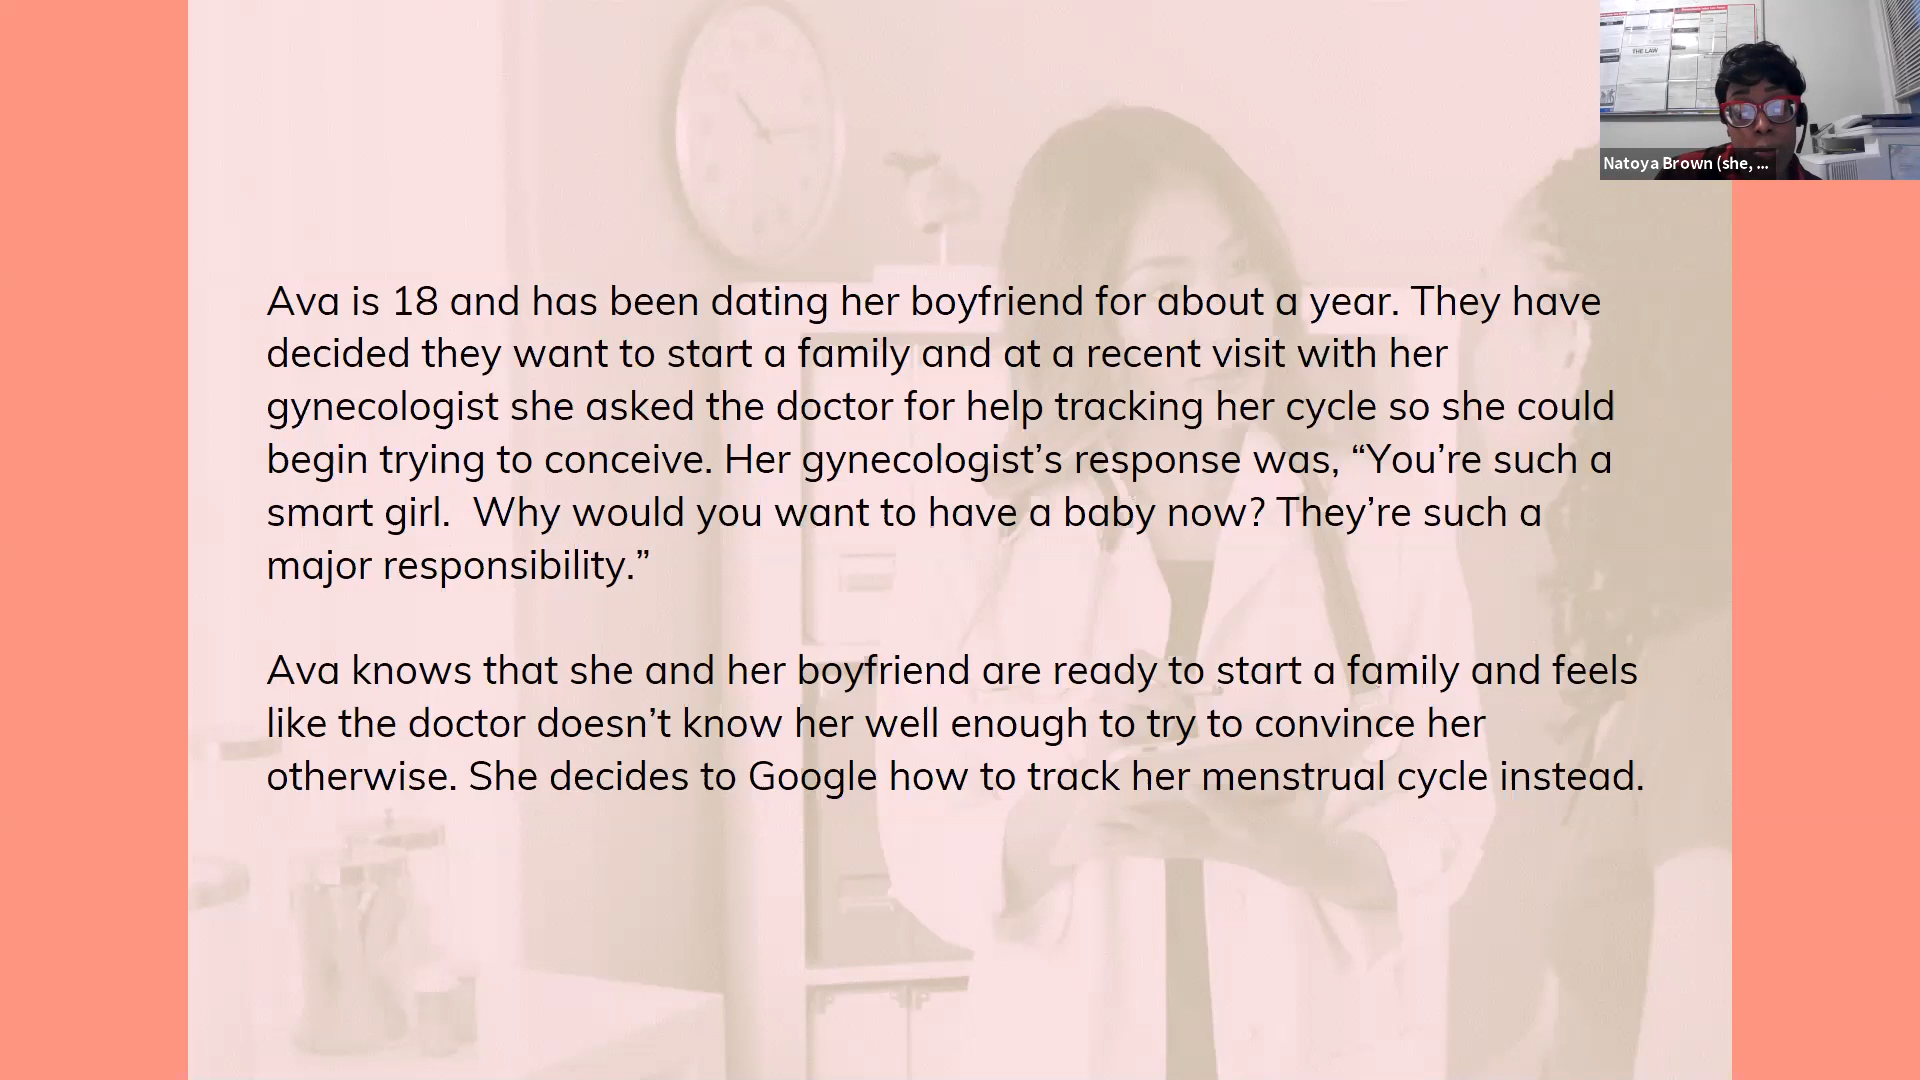 THE LAW
Natoya Brown (she, ...
Ava is 18 and has been dating her boyfriend for about a year. They have
decided they want to start a family and at a recent visit with her
gynecologist she asked the doctor for help tracking her cycle so she could
begin trying to conceive. Her gynecologist’s response was, “You’re such a
smart girl.  Why would you want to have a baby now? They’re such a
major responsibility.”
Ava knows that she and her boyfriend are ready to start a family and feels
like the doctor doesn’t know her well enough to try to convince her
otherwise. She decides to Google how to track her menstrual cycle instead.